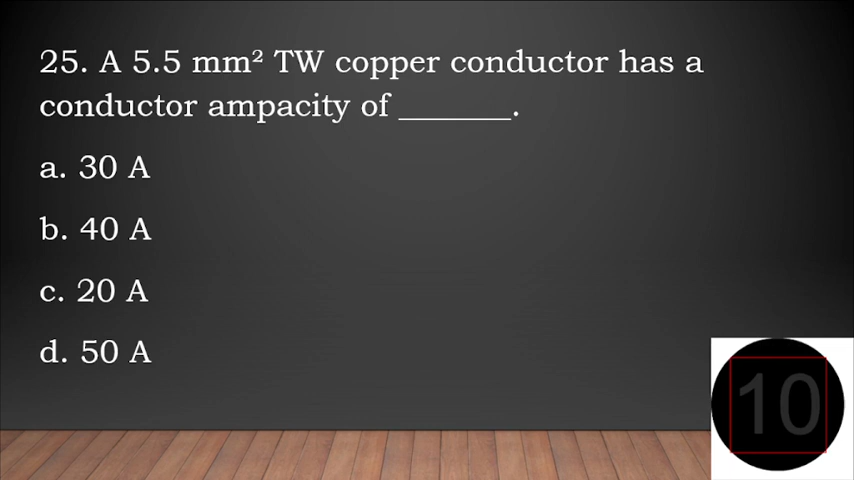 25. A 5.5 mm² TW copper conductor has a
conductor ampacity of _______.
a. 30 A
b. 40 A
c. 20 A
d. 50 A
10